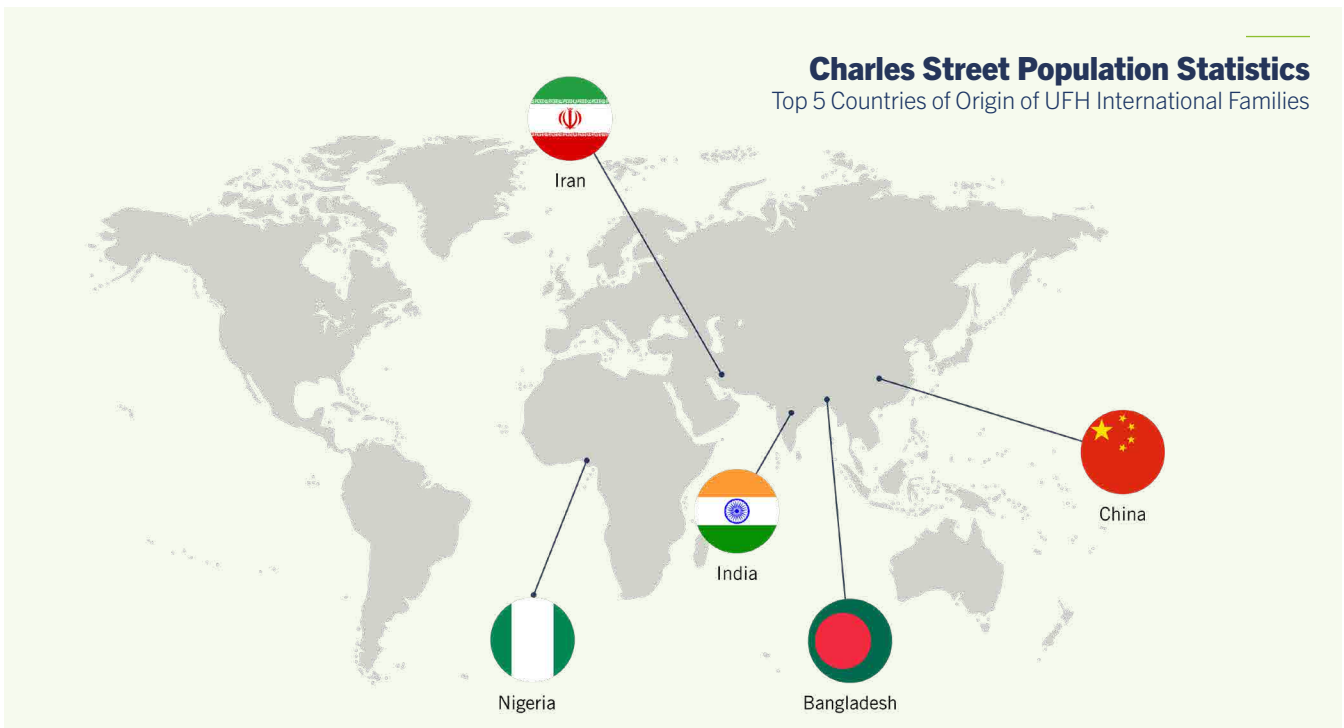 Charles Street Population Statistics
Top 5 Countries of Origin of UFH International Families
Iran
China
India
Nigeria
Bangladesh